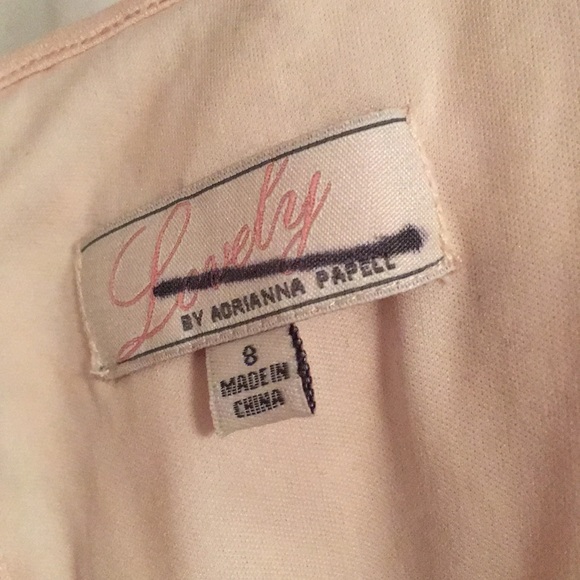 Lovely
BY ADRIANNA PAPELL
8
MADE IN
CHINA